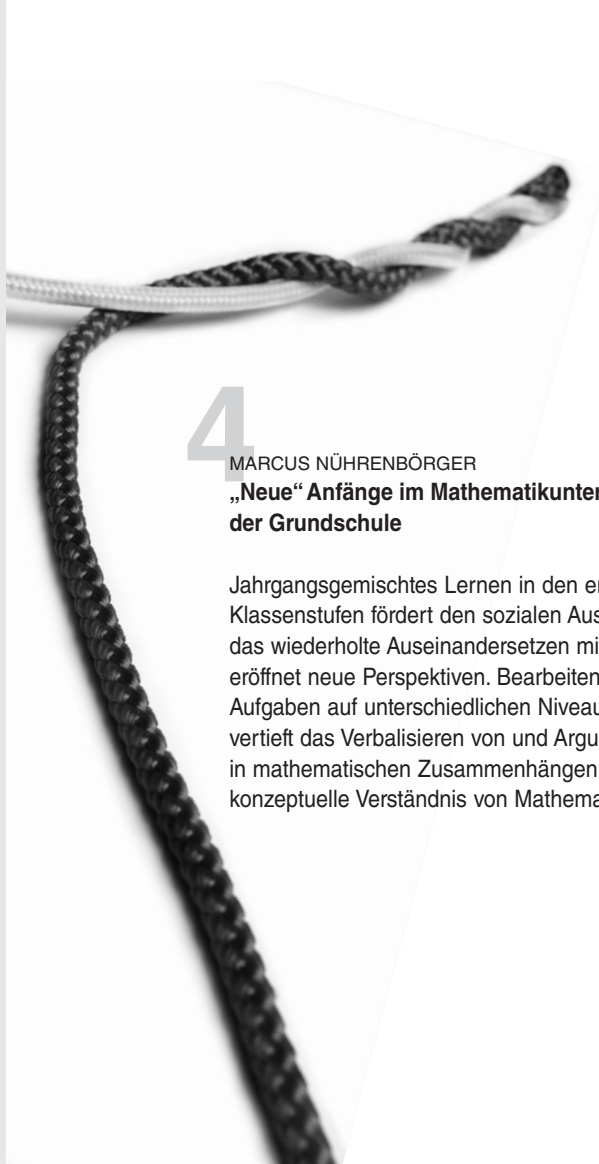 4
MARCUS NÜHRENBÖRGER
„Neue“ Anfänge im Mathematikunter
der Grundschule
Jahrgangsgemischtes Lernen in den er
Klassenstufen fördert den sozialen Aus
das wiederholte Auseinandersetzen mi
eröffnet neue Perspektiven. Bearbeiten
Aufgaben auf unterschiedlichen Niveau
vertieft das Verbalisieren von und Argu
in mathematischen Zusammenhängen
konzeptuelle Verständnis von Mathema